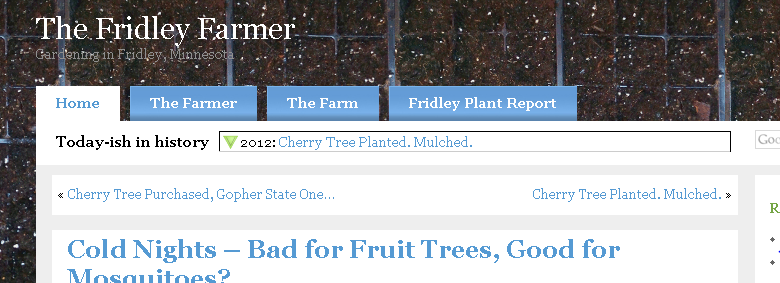 The Fridley Farmer
Gardening in Fridley, Minnesota
Home The Farmer The Farm Fridley Plant Report
Today-ish in history 2012: Cherry Tree Planted. Mulched. Goo
« Cherry Tree Purchased, Gopher State One… Cherry Tree Planted. Mulched. »
R
Cold Nights – Bad for Fruit Trees, Good for
Mosquitoes?